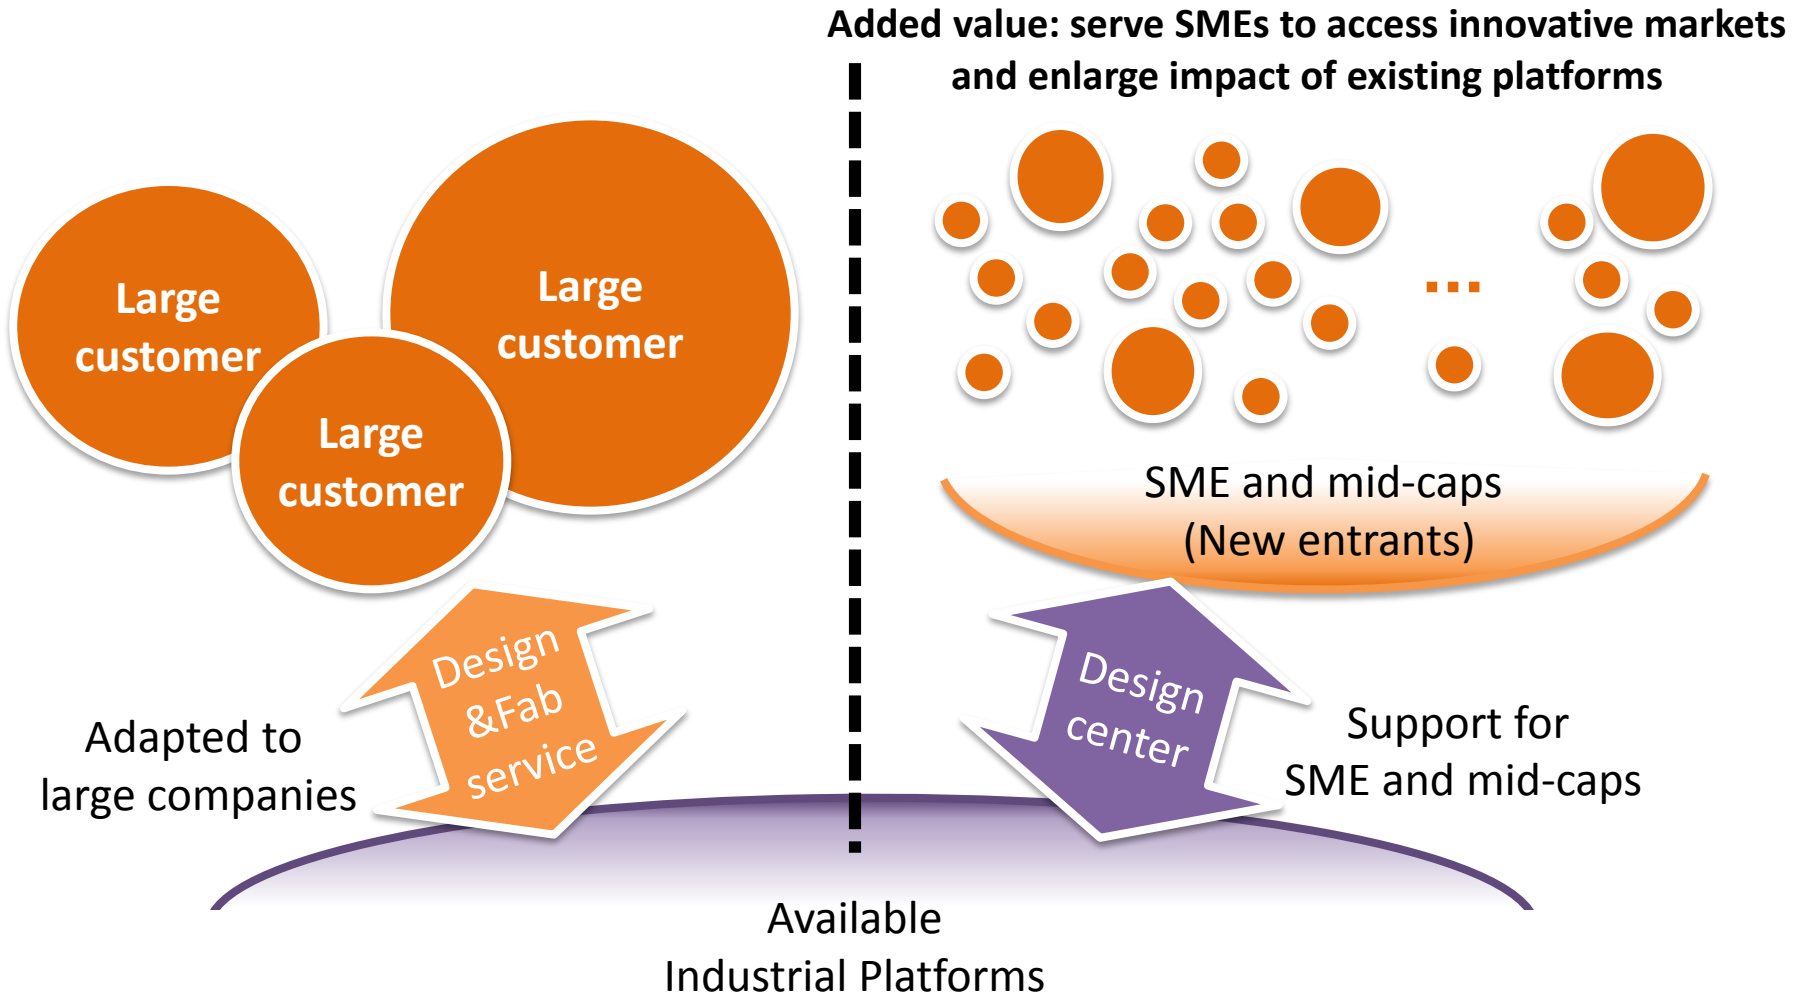 Added value: serve SMEs to access innovative markets
and enlarge impact of existing platforms
Large
customer
Large
customer
Large
customer
...
SME and mid-caps
(New entrants)
Design
&Fab
service
Design
center
Adapted to
large companies
Support for
SME and mid-caps
Available
Industrial Platforms